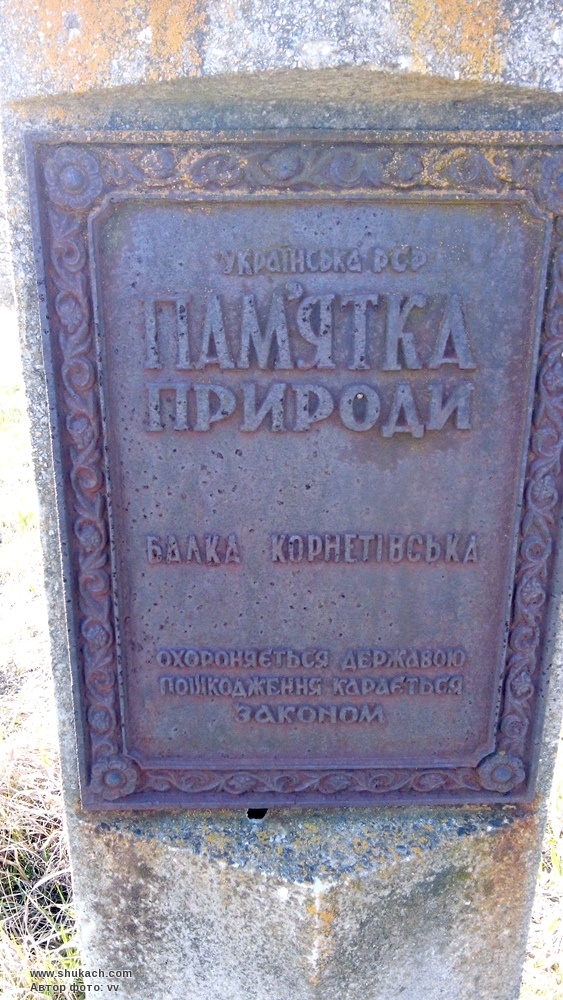 УКРАЇНСЬКА РСР
ПАМ'ЯТКА
ПРИРОДИ
БАЛКА КОРНЕТІВСЬКА
ОХОРОНЯЄТЬСЯ ДЕРЖАВОЮ
ПОШКОДЖЕННЯ КАРАЄТЬСЯ
ЗАКОНОМ
www.shukach.com
Автор фото: vv